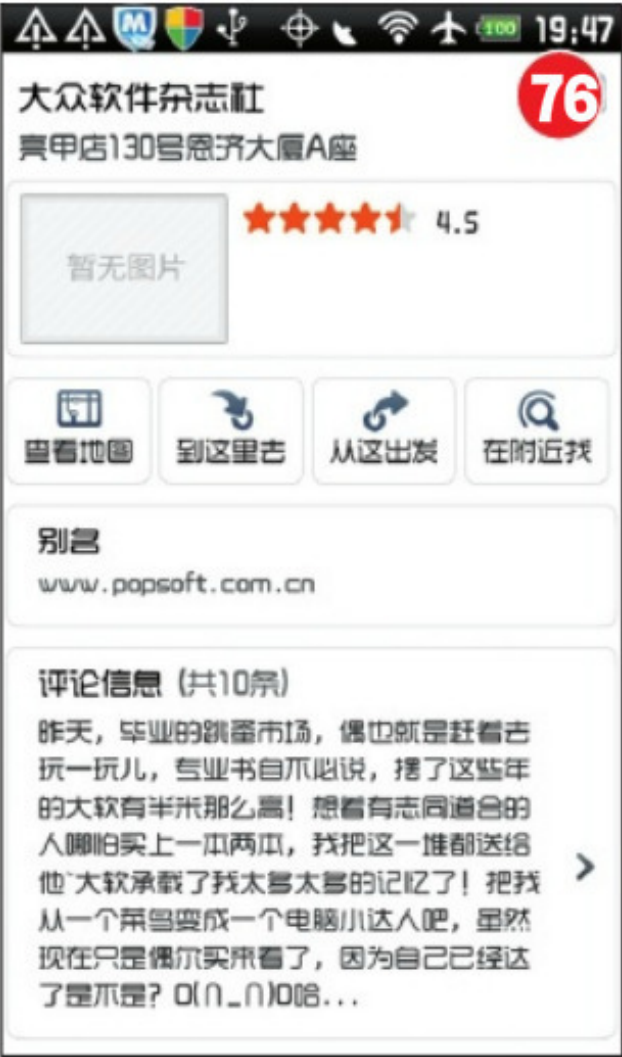 100 19:47
大众软件杂志社
76
亮甲店130号恩济大厦A座
暂无图片
4.5
查看地图 到这里去 从这出发 在附近找
别名
www.popsoft.com.cn
评论信息 (共10条)
昨天，毕业的跳蚤市场，偶也就是赶着去
玩一玩儿，专业书自不必说，摆了这些年
的大软有半米那么高！想着有志同道合的
人哪怕买上一本两本，我把这一堆都送给
他`大软承载了我太多太多的记忆了！把我
从一个菜鸟变成一个电脑小达人吧，虽然
现在只是偶尔买来看了，因为自己已经达
了是不是？O(∩_∩)O哈...